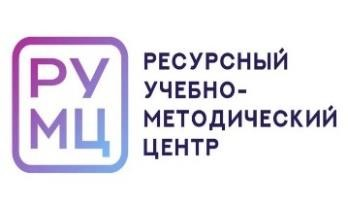 РУ
МЦ
РЕСУРСНЫЙ
УЧЕБНО-
МЕТОДИЧЕСКИЙ
ЦЕНТР